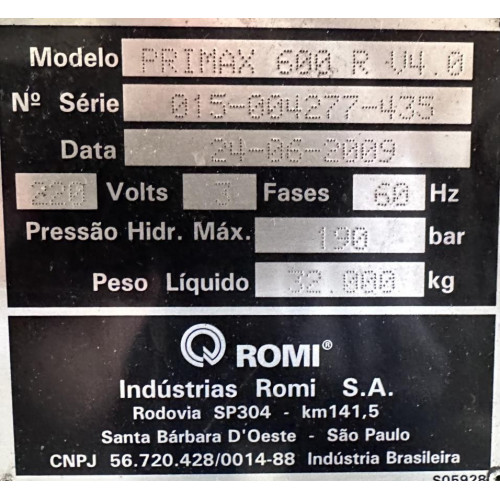 Modelo PRIMAX 600 R V4.0
Nº Série 015-004277-435
Data 24-06-2009
220 Volts 3 Fases 60 Hz
Pressão Hidr. Máx. 190 bar
Peso Líquido 32.000 kg
ROMI®
Indústrias Romi S.A.
Rodovia SP304 - km141,5
Santa Bárbara D'Oeste - São Paulo
CNPJ 56.720.428/0014-88 Indústria Brasileira
S05928